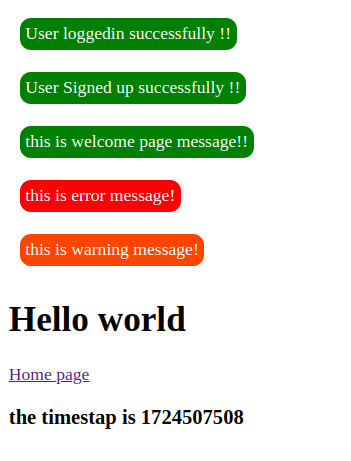 User loggedin successfully !!
User Signed up successfully !!
this is welcome page message!!
this is error message!
this is warning message!
Hello world
Home page
the timestap is 1724507508